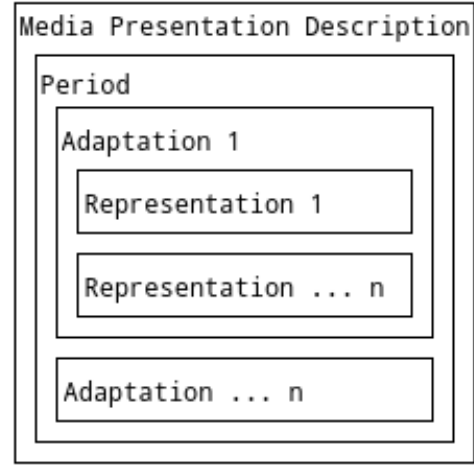 Media Presentation Description
Period
Adaptation 1
Representation 1
Representation ... n
Adaptation ... n